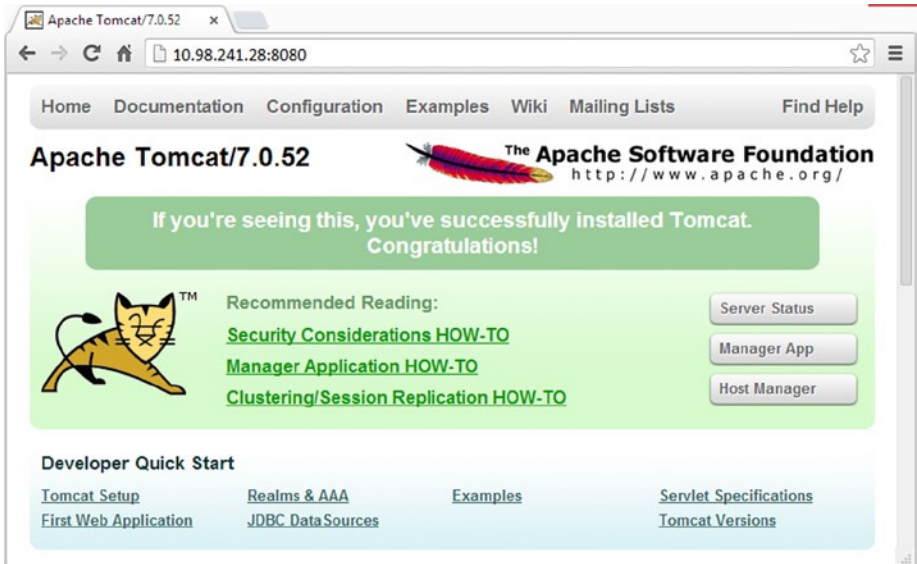 Apache Tomcat/7.0.52
10.98.241.28:8080
Home Documentation Configuration Examples Wiki Mailing Lists Find Help
Apache Tomcat/7.0.52
The Apache Software Foundation
http://www.apache.org/
If you're seeing this, you've successfully installed Tomcat.
Congratulations!
TM
Recommended Reading:
Security Considerations HOW-TO
Manager Application HOW-TO
Clustering/Session Replication HOW-TO
Server Status
Manager App
Host Manager
Developer Quick Start
Tomcat Setup
First Web Application
Realms & AAA
JDBC DataSources
Examples
Servlet Specifications
Tomcat Versions